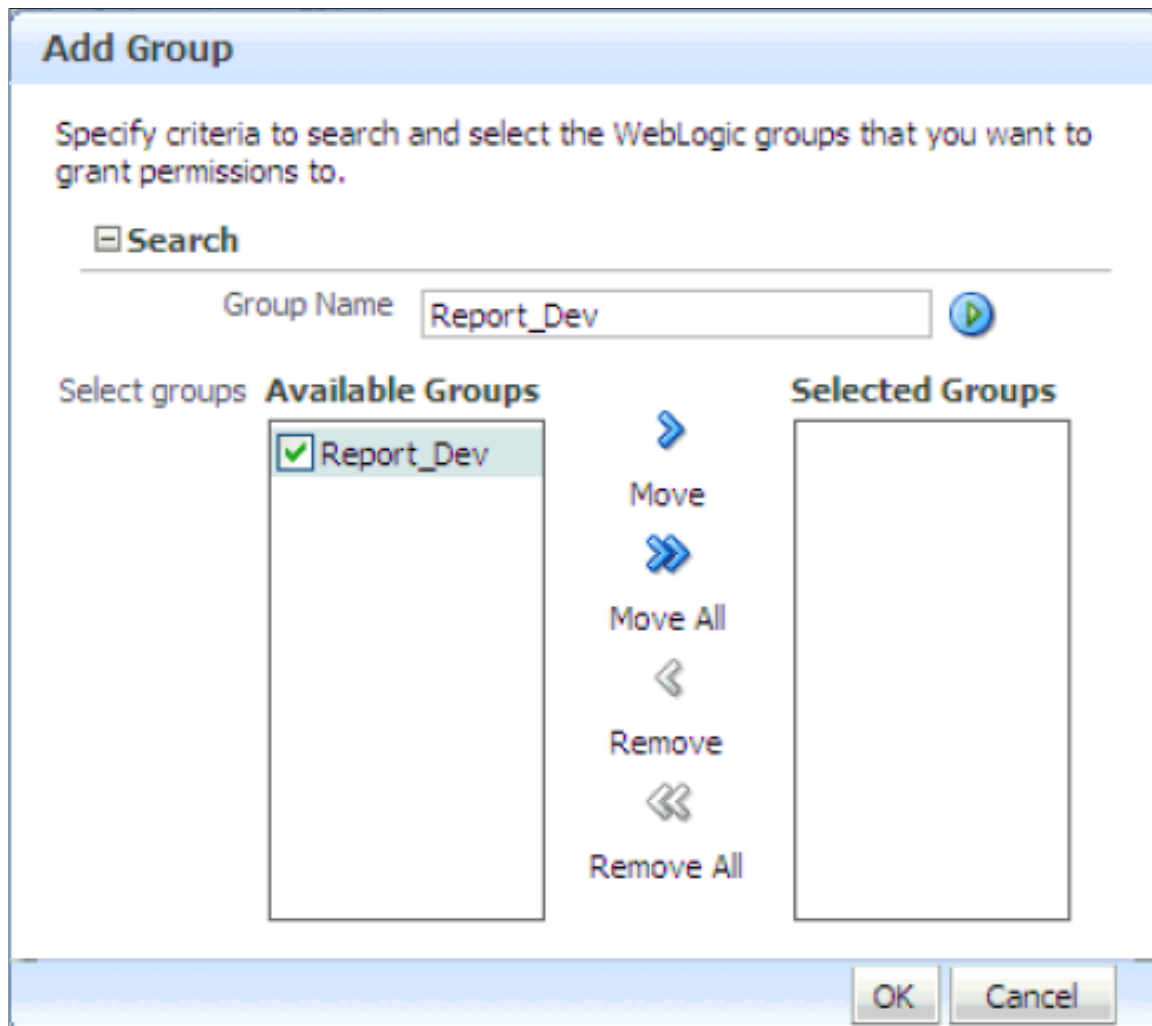 Add Group
Specify criteria to search and select the WebLogic groups that you want to
grant permissions to.
Search
Group Name Report_Dev
Select groups Available Groups Selected Groups
Report_Dev
Move
Move All
Remove
Remove All
OK Cancel